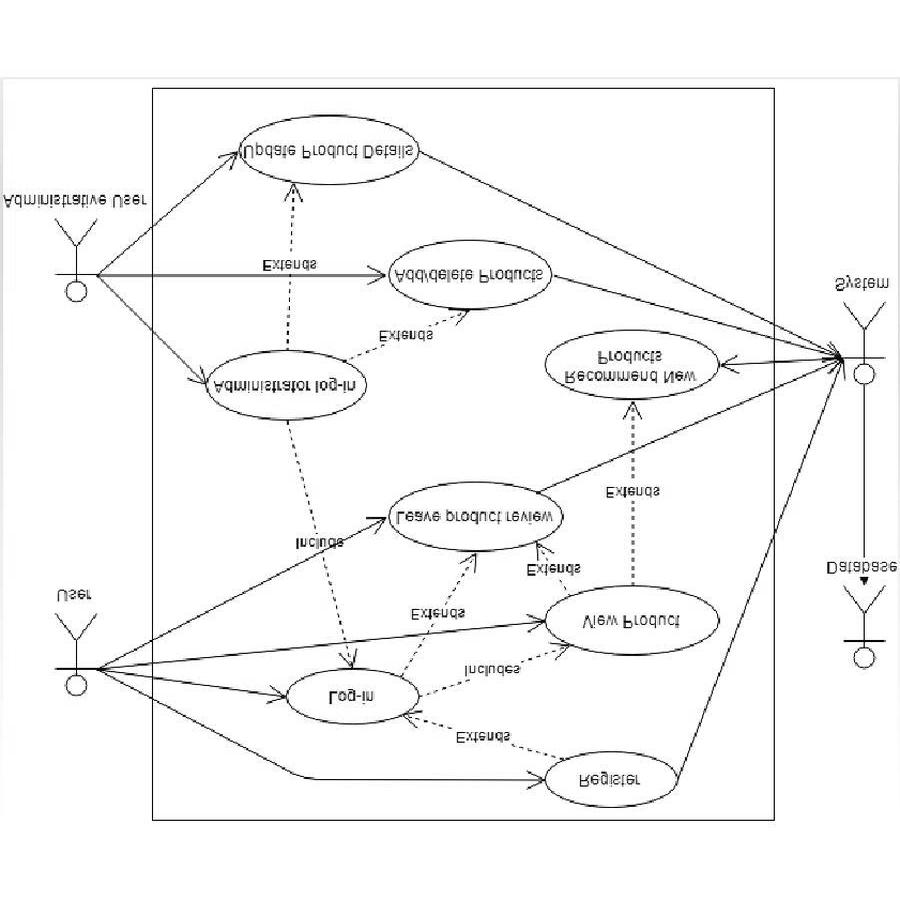 Register
Extends
Log-in
Includes
User
View Product
Extends
Database
Extends
Include
Leave product review
Extends
Administrator log-in
Recommend New
Products
Extends
System
Add/delete Products
Extends
Administrative User
Update Product Details